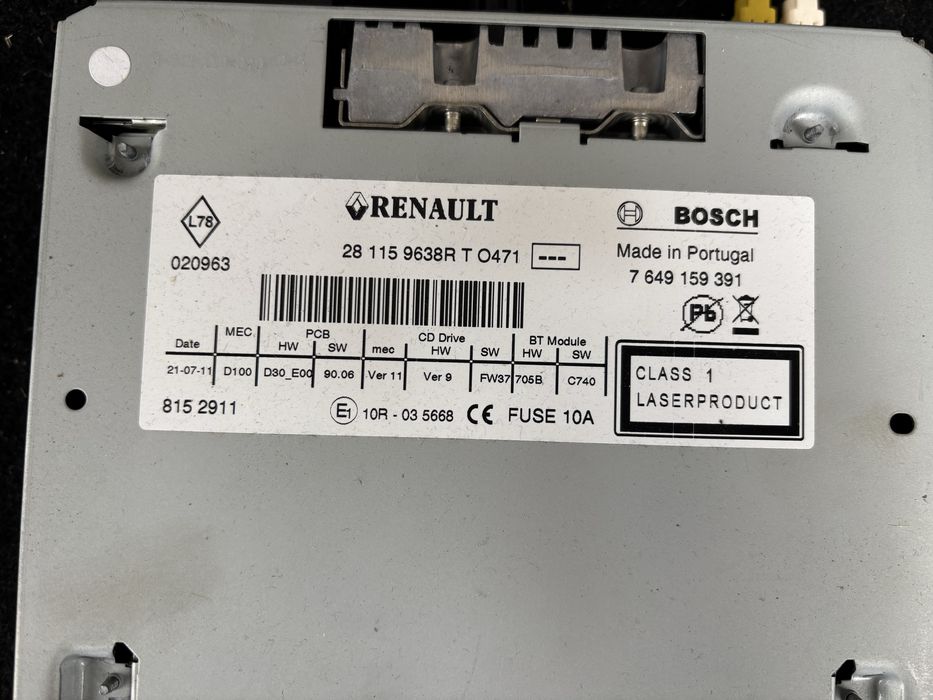 L78
020963
RENAULT
28 115 9638R T O471 ---
BOSCH
Made in Portugal
7 649 159 391
Pb
Date MEC. PCB CD Drive BT Module
HW SW mec HW SW HW SW
21-07-11 D100 D30_E00 90.06 Ver 11 Ver 9 FW37 705B C740
CLASS 1
LASERPRODUCT
815 2911
E1 10R - 03 5668 CE FUSE 10A